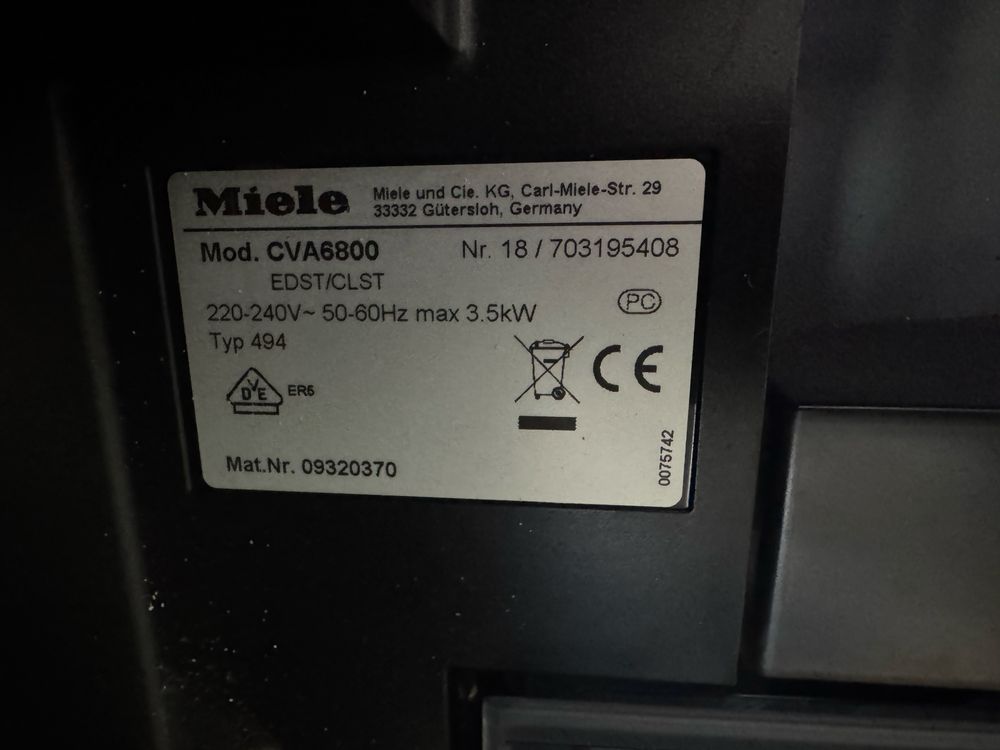 Miele
Miele und Cie. KG, Carl-Miele-Str. 29
33332 Gütersloh, Germany
Mod. CVA6800
Nr. 18 / 703195408
EDST/CLST
220-240V~ 50-60Hz max 3.5kW
PC
Typ 494
DVE
ER6
CE
Mat.Nr. 09320370
0075742